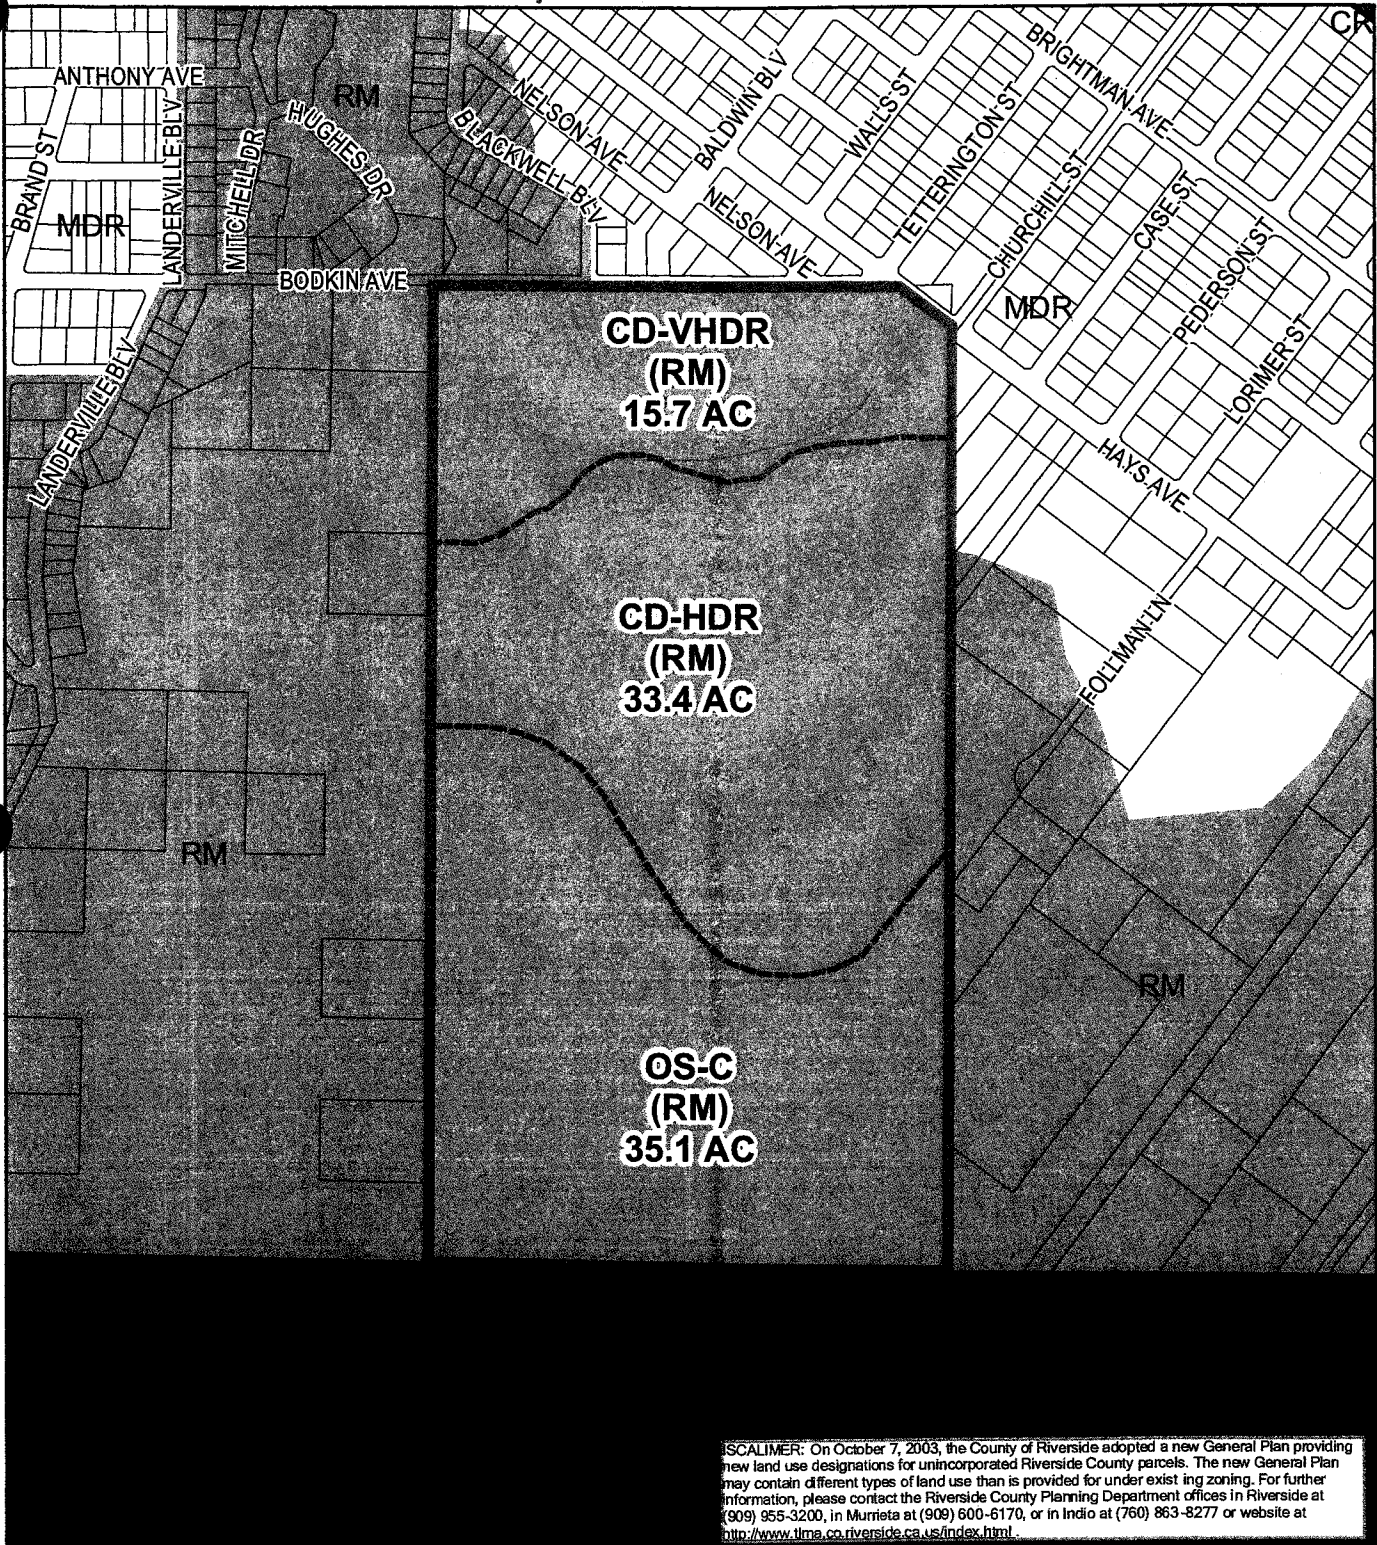 CR
BRIGHTMAN AVE
ANTHONY AVE
RM
NELSON AVE
BALDWIN BLV
WALLS ST
TETTERINGTON ST
HUGHES DR
BLACKWELL BLV
BRAND ST
LANDERVILLE BLV
MITCHELL DR
MDR
NELSON AVE
CHURCHILL ST
CASE ST
PEDERSON ST
BODKIN AVE
MDR
LORIMER ST
CD-VHDR
(RM)
15.7 AC
LANDERVILLE BLV
HAYS AVE
CD-HDR
(RM)
33.4 AC
FOLLMAN LN
RM
RM
OS-C
(RM)
35.1 AC
ISCALIMER: On October 7, 2003, the County of Riverside adopted a new General Plan providing
new land use designations for unincorporated Riverside County parcels. The new General Plan
may contain different types of land use than is provided for under exist ing zoning. For further
information, please contact the Riverside County Planning Department offices in Riverside at
(909) 955-3200, in Murrieta at (909) 600-6170, or in Indio at (760) 863-8277 or website at
http://www.tlma.co.riverside.ca.us/index.html .